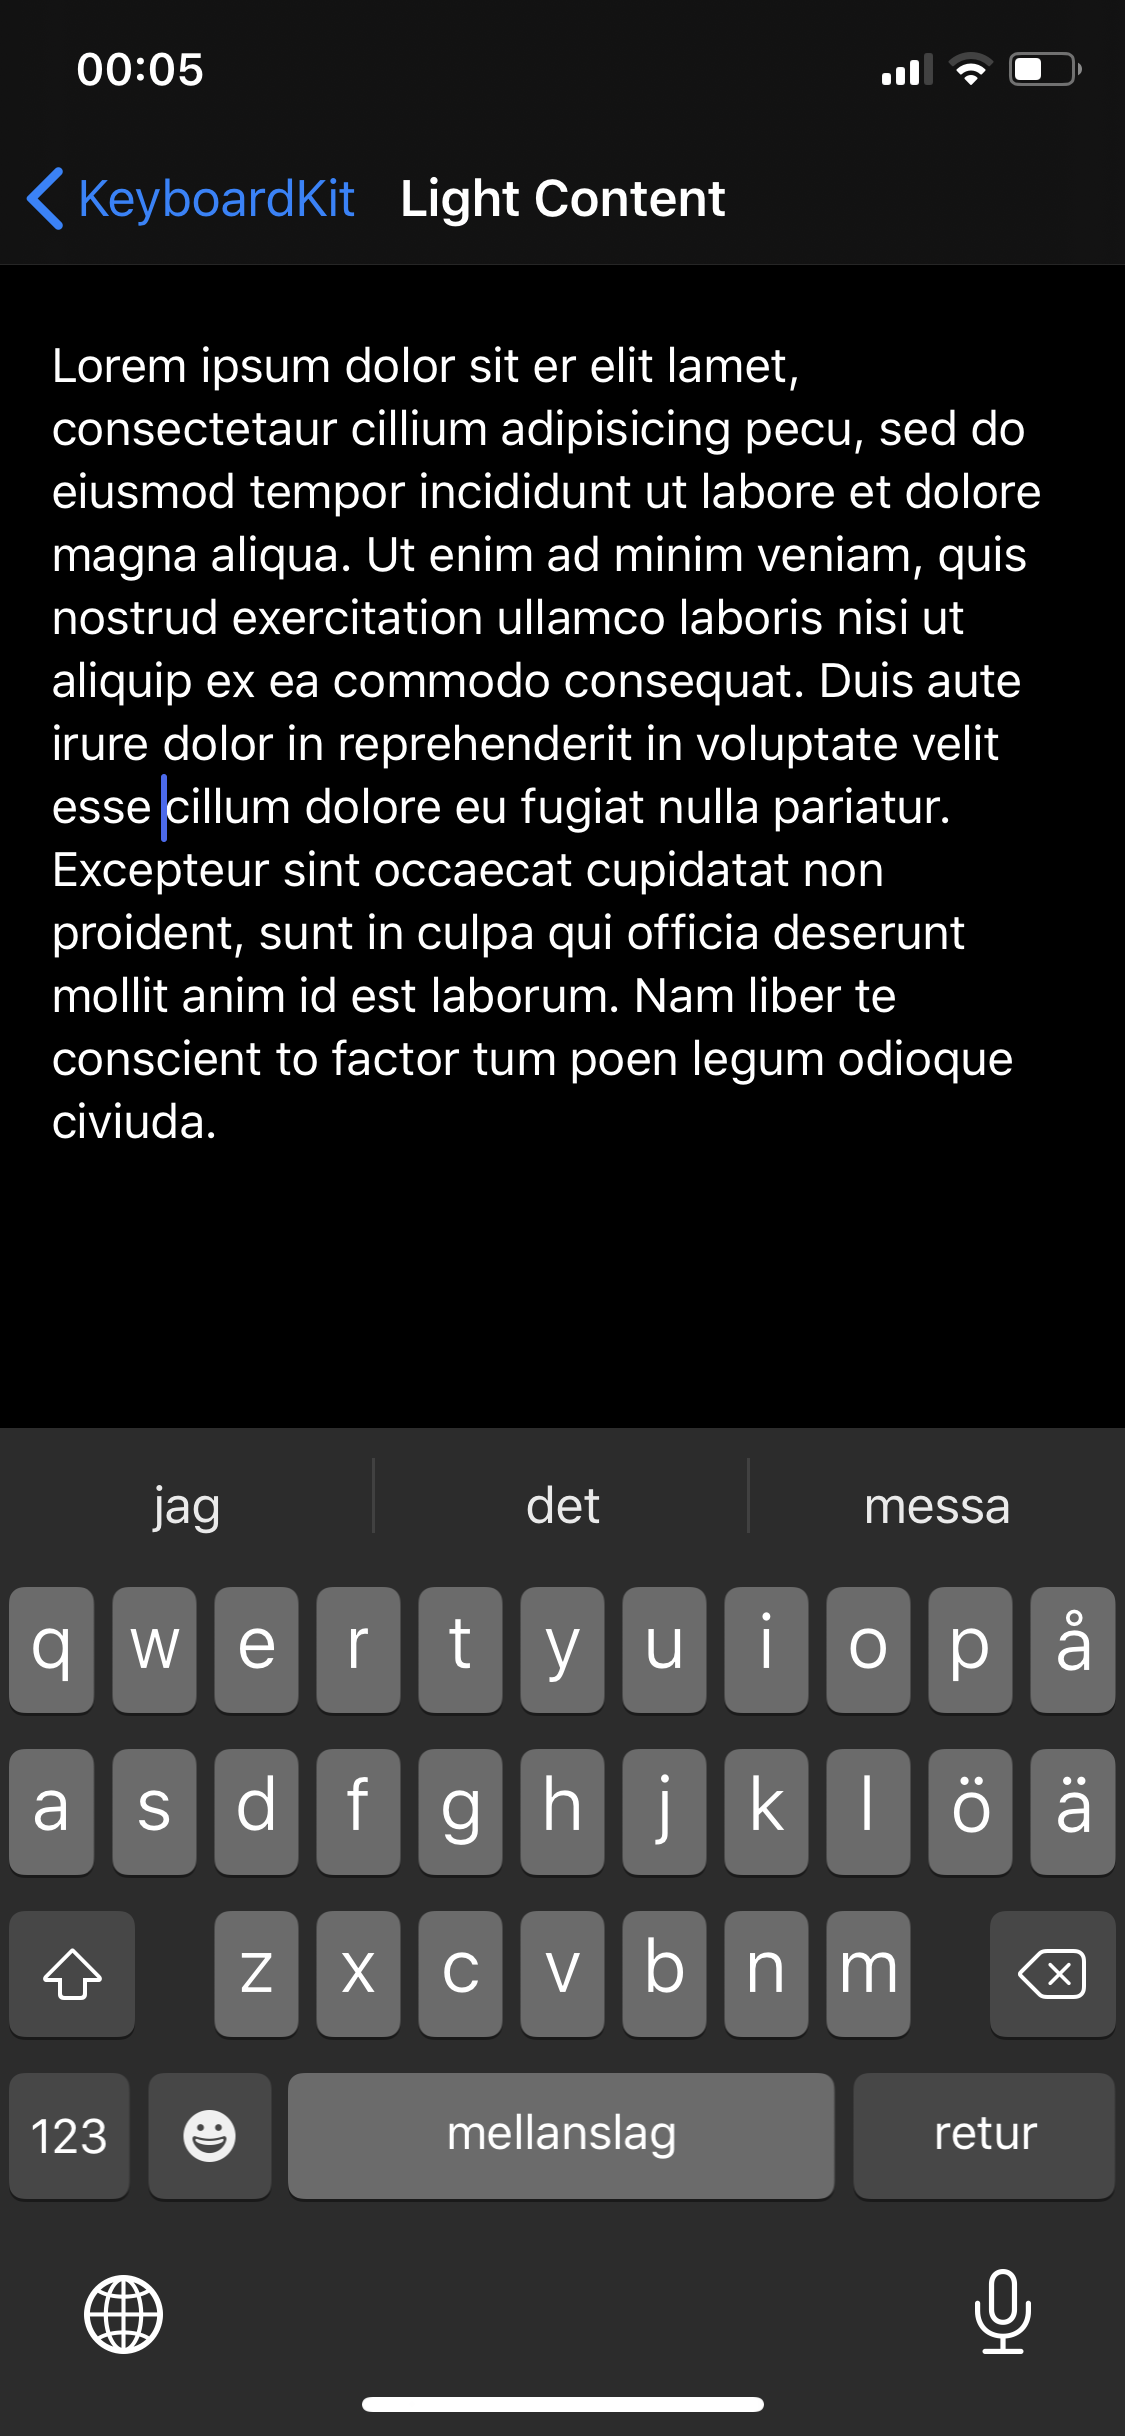 00:05
KeyboardKit Light Content
Lorem ipsum dolor sit er elit lamet,
consectetaur cillium adipisicing pecu, sed do
eiusmod tempor incididunt ut labore et dolore
magna aliqua. Ut enim ad minim veniam, quis
nostrud exercitation ullamco laboris nisi ut
aliquip ex ea commodo consequat. Duis aute
irure dolor in reprehenderit in voluptate velit
esse cillum dolore eu fugiat nulla pariatur.
Excepteur sint occaecat cupidatat non
proident, sunt in culpa qui officia deserunt
mollit anim id est laborum. Nam liber te
conscient to factor tum poen legum odioque
civiuda.
jag det messa
q w e r t y u i o p å
a s d f g h j k l ö ä
z x c v b n m
123 mellanslag retur